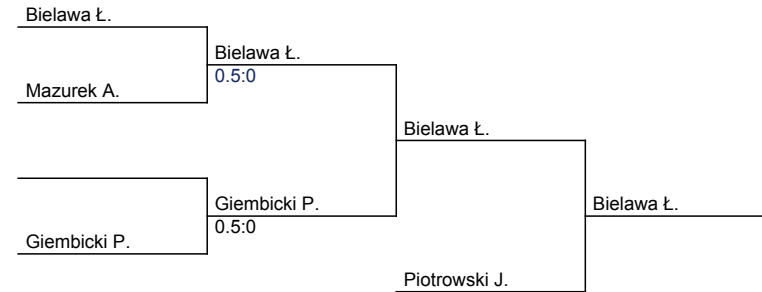 Bielawa Ł.
Bielawa Ł.
0.5:0
Mazurek A.
Bielawa Ł.
Giembicki P.
Bielawa Ł.
0.5:0
Giembicki P.
Piotrowski J.